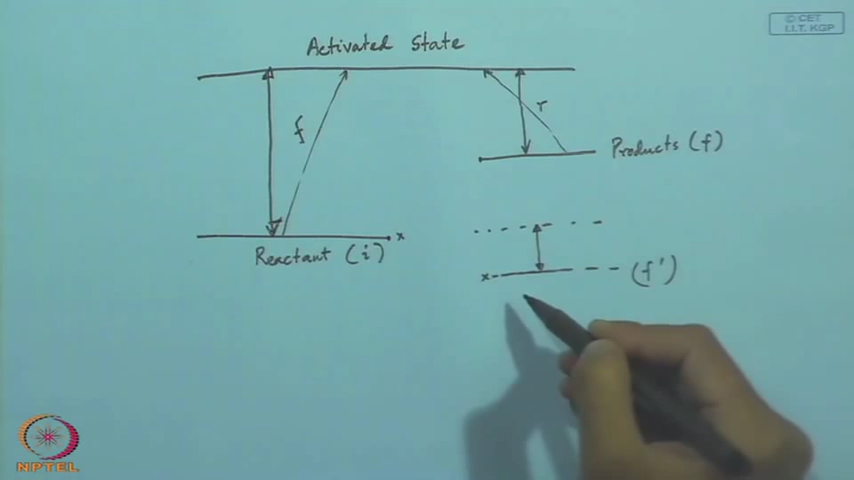 © CET
I.I.T. KGP
Activated State
f
r
Products (f)
x
Reactant (i)
x
(f')
NPTEL